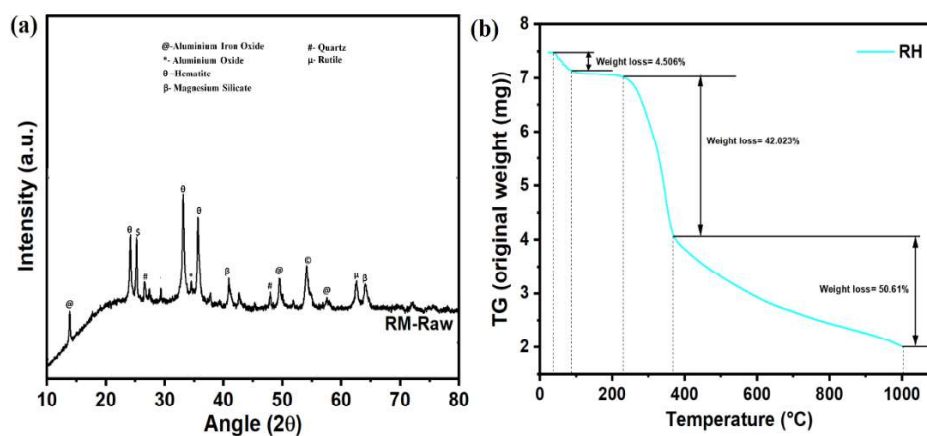 (a)
@-Aluminium Iron Oxide
*- Aluminium Oxide
θ -Hematite
β- Magnesium Silicate
#- Quartz
μ- Rutile
Intensity (a.u.)
θ
$
#
@
θ
*
θ
β
#
@
©
@
μ
β
RM-Raw
10 20 30 40 50 60 70 80
Angle (2θ)
(b)
TG (original weight (mg))
8
7
6
5
4
3
2
RH
Weight loss= 4.506%
Weight loss= 42.023%
Weight loss= 50.61%
0 200 400 600 800 1000
Temperature (°C)